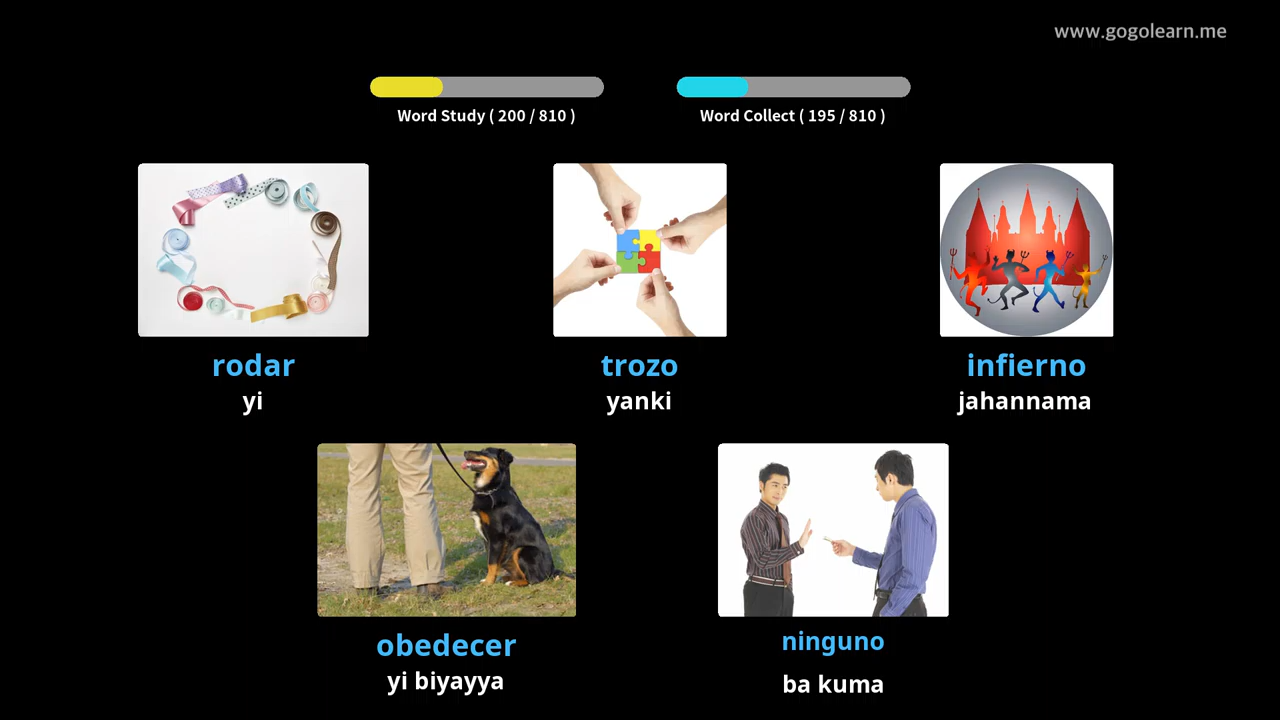 www.gogolearn.me
Word Study ( 200 / 810 )
Word Collect ( 195 / 810 )
rodar
yi
trozo
yanki
infierno
jahannama
obedecer
yi biyayya
ninguno
ba kuma